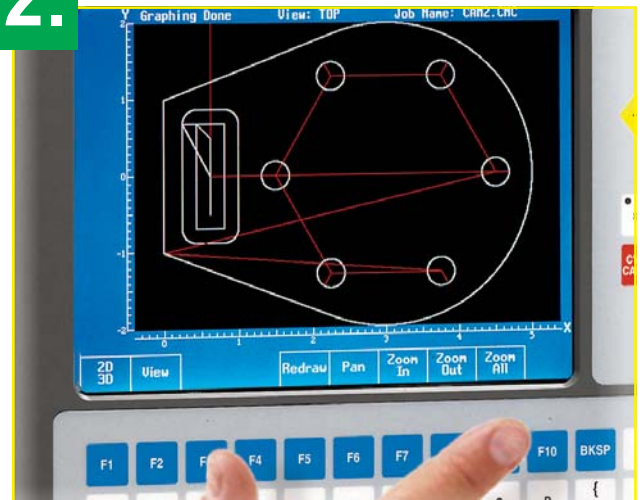 2.
Y Graphing Done View: TOP Job Name: CAM2.CMC
2
1
0
-1
-2
0 1 2 3 4 5 X
2D
3D
View
Redraw
Pan
Zoom
In
Zoom
Out
Zoom
All
F1 F2 F4 F5 F6 F7 F10 BKSP
{